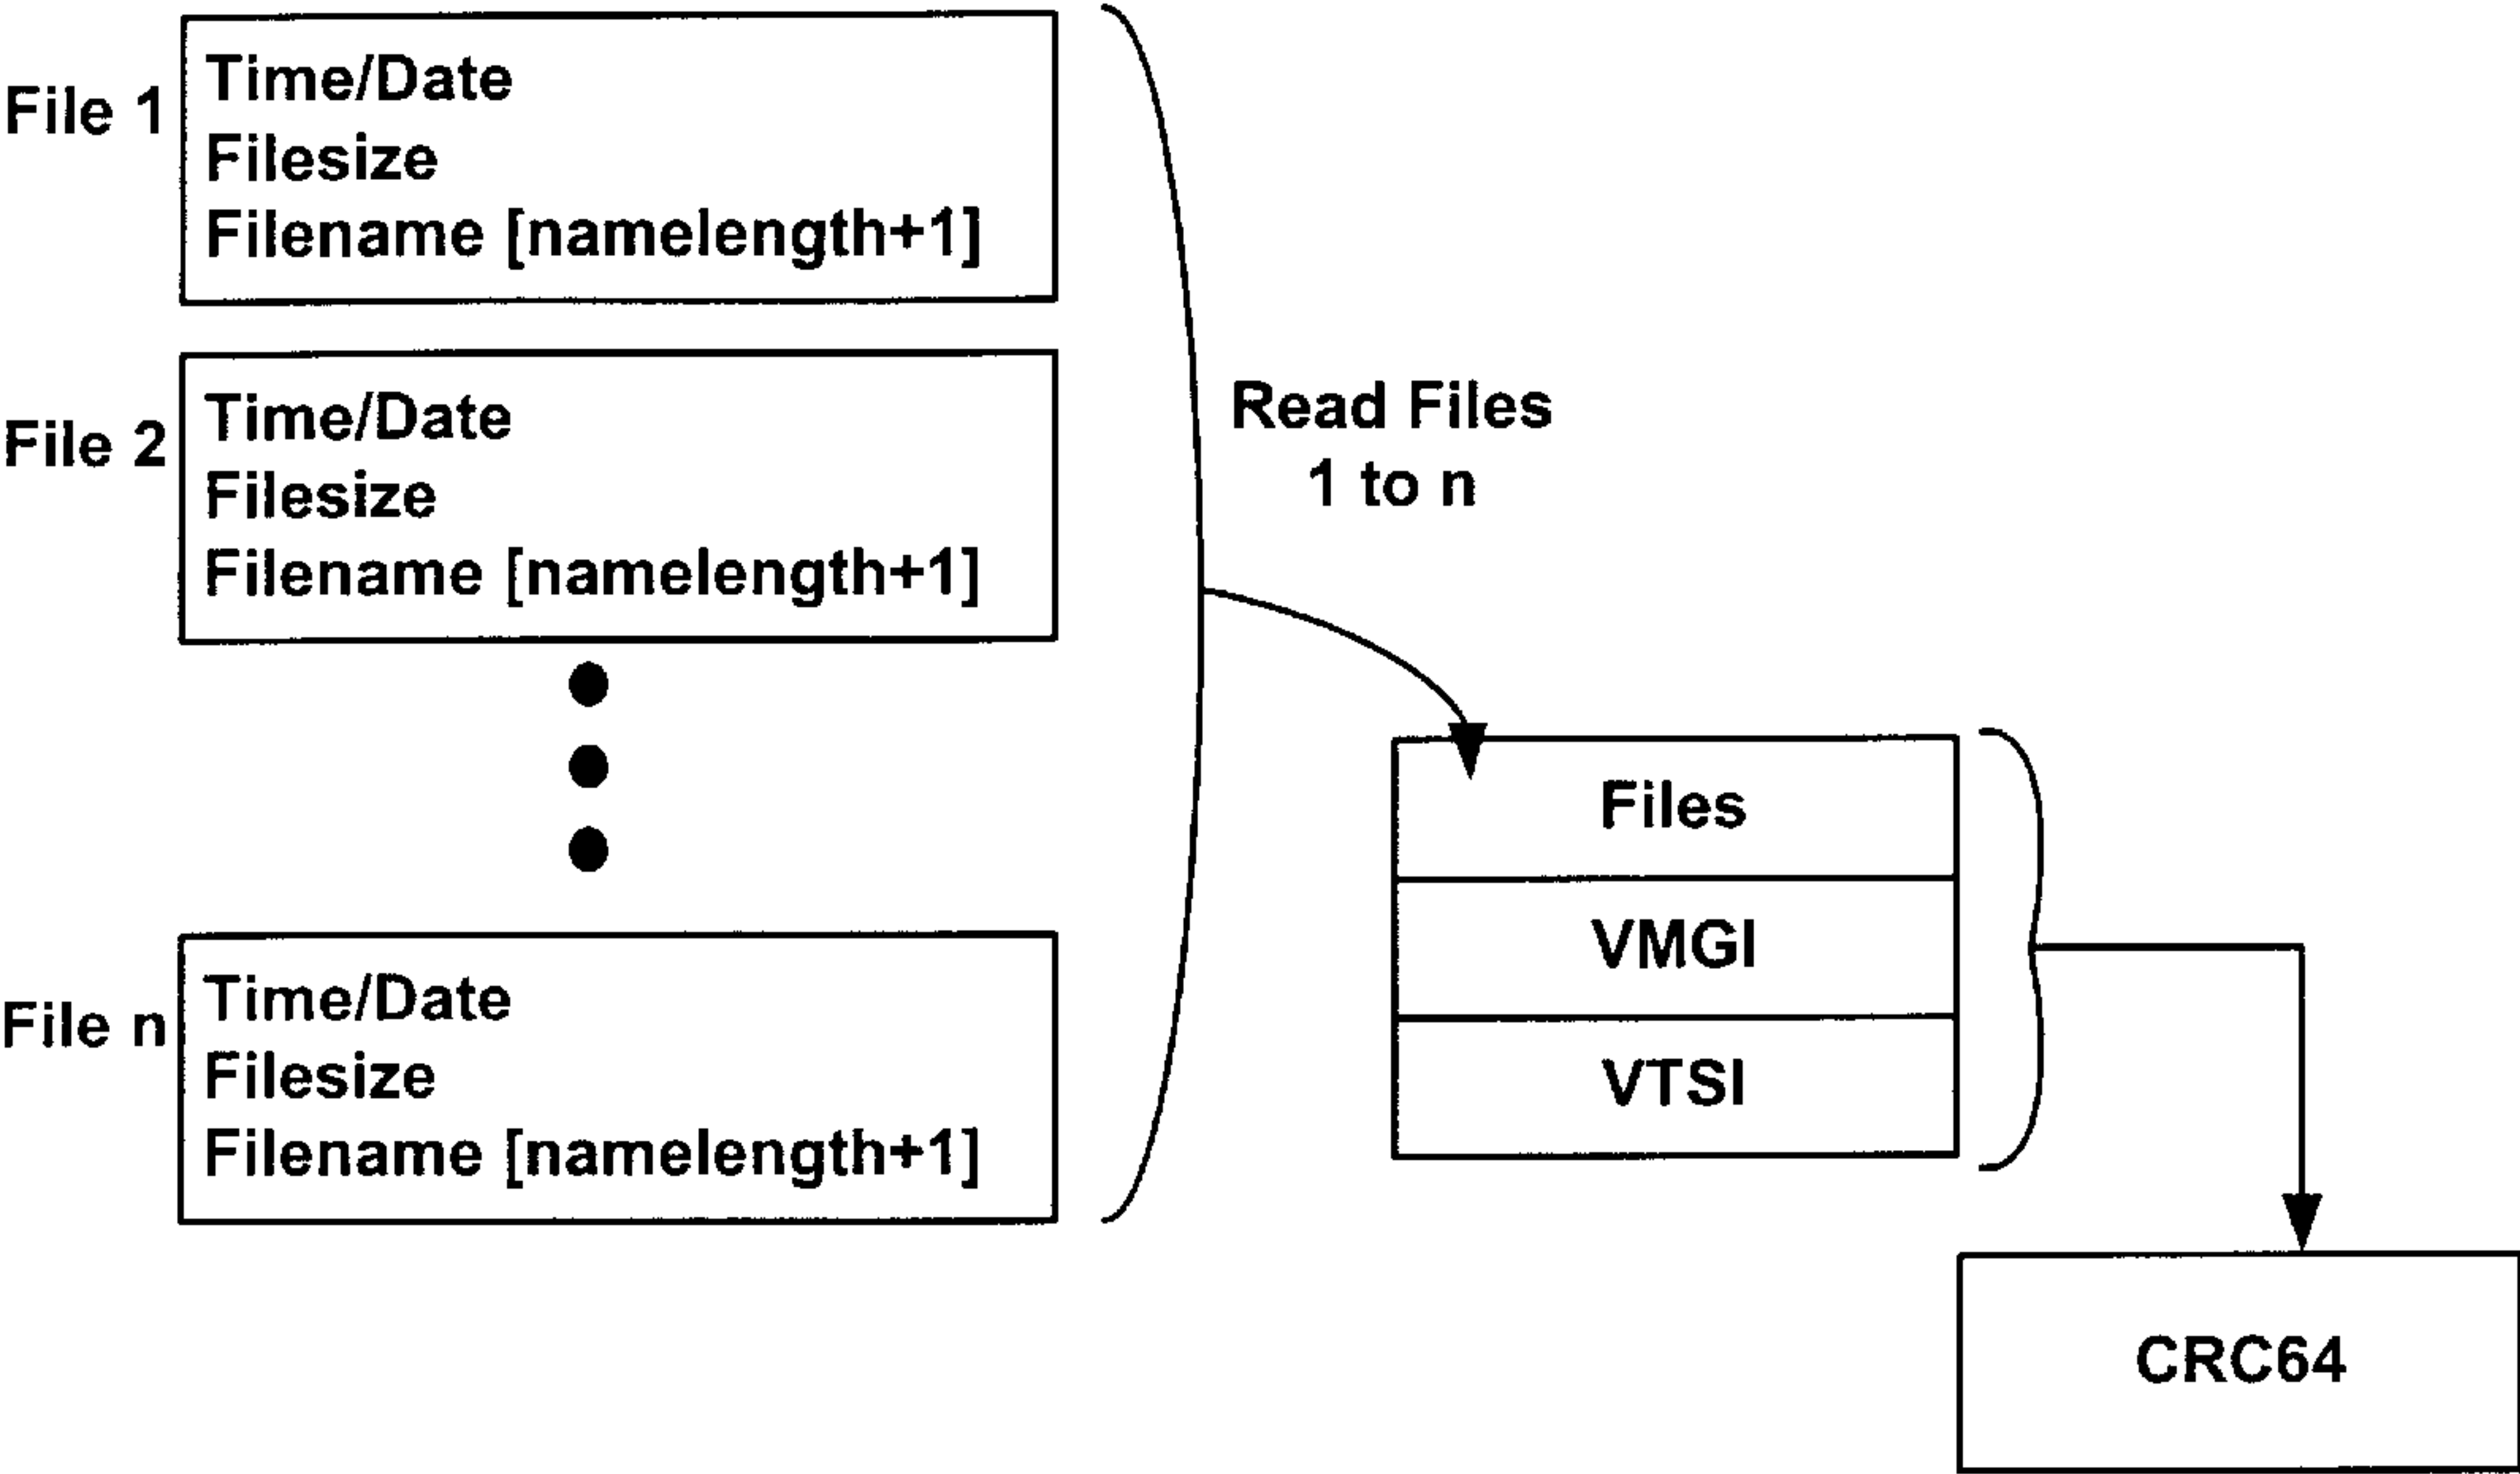 File 1
Time/Date
Filesize
Filename [namelength+1]
File 2
Time/Date
Filesize
Filename [namelength+1]
Read Files
1 to n
File n
Time/Date
Filesize
Filename [namelength+1]
Files
VMGI
VTSI
CRC64